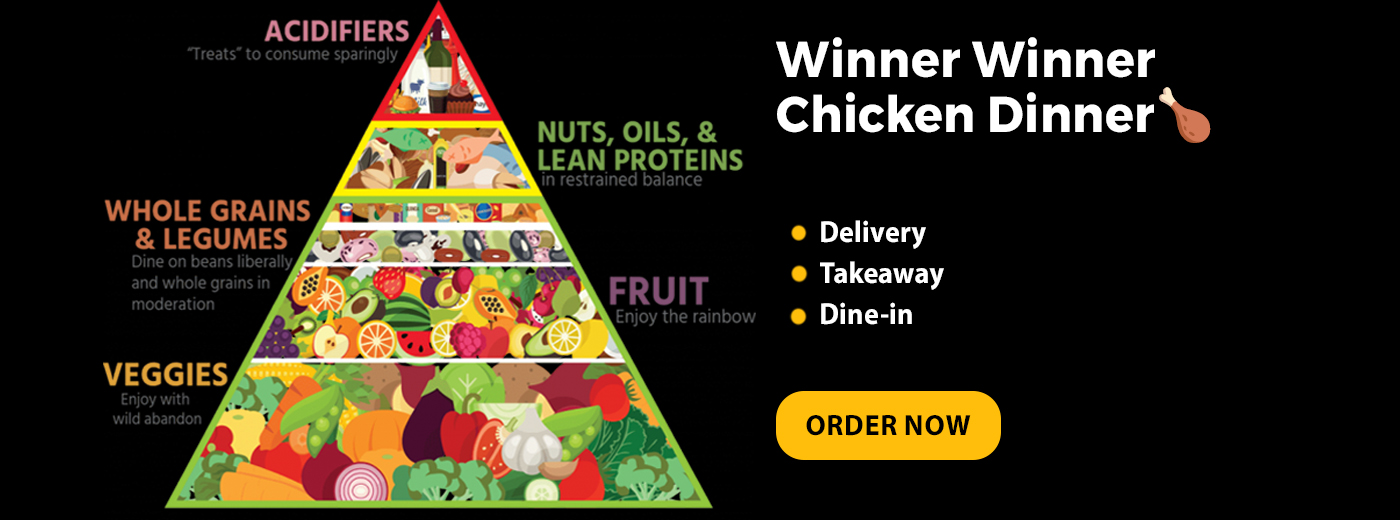 ACIDIFIERS
“Treats” to consume sparingly
NUTS, OILS, &
LEAN PROTEINS
in restrained balance
WHOLE GRAINS
& LEGUMES
Dine on beans liberally
and whole grains in
moderation
FRUIT
Enjoy the rainbow
VEGGIES
Enjoy with
wild abandon
Winner Winner
Chicken Dinner
Delivery
Takeaway
Dine-in
ORDER NOW